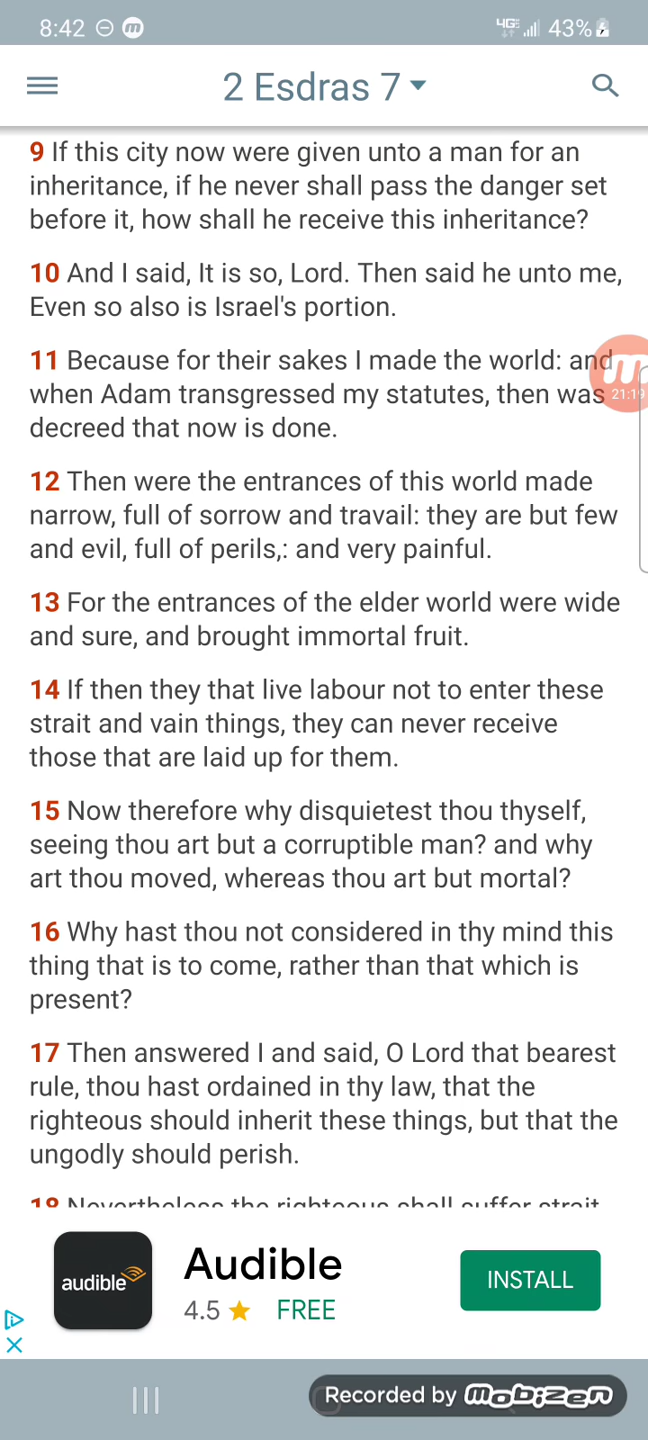 8:42 m 4GE 43%
2 Esdras 7
9 If this city now were given unto a man for an
inheritance, if he never shall pass the danger set
before it, how shall he receive this inheritance?
10 And I said, It is so, Lord. Then said he unto me,
Even so also is Israel's portion.
11 Because for their sakes I made the world: and
when Adam transgressed my statutes, then was
decreed that now is done.
m
21:19
12 Then were the entrances of this world made
narrow, full of sorrow and travail: they are but few
and evil, full of perils,: and very painful.
13 For the entrances of the elder world were wide
and sure, and brought immortal fruit.
14 If then they that live labour not to enter these
strait and vain things, they can never receive
those that are laid up for them.
15 Now therefore why disquietest thou thyself,
seeing thou art but a corruptible man? and why
art thou moved, whereas thou art but mortal?
16 Why hast thou not considered in thy mind this
thing that is to come, rather than that which is
present?
17 Then answered I and said, O Lord that bearest
rule, thou hast ordained in thy law, that the
righteous should inherit these things, but that the
ungodly should perish.
18 Nevertheless the righteous shall suffer strait
audible
Audible
4.5 ★ FREE
INSTALL
Recorded by mobizen